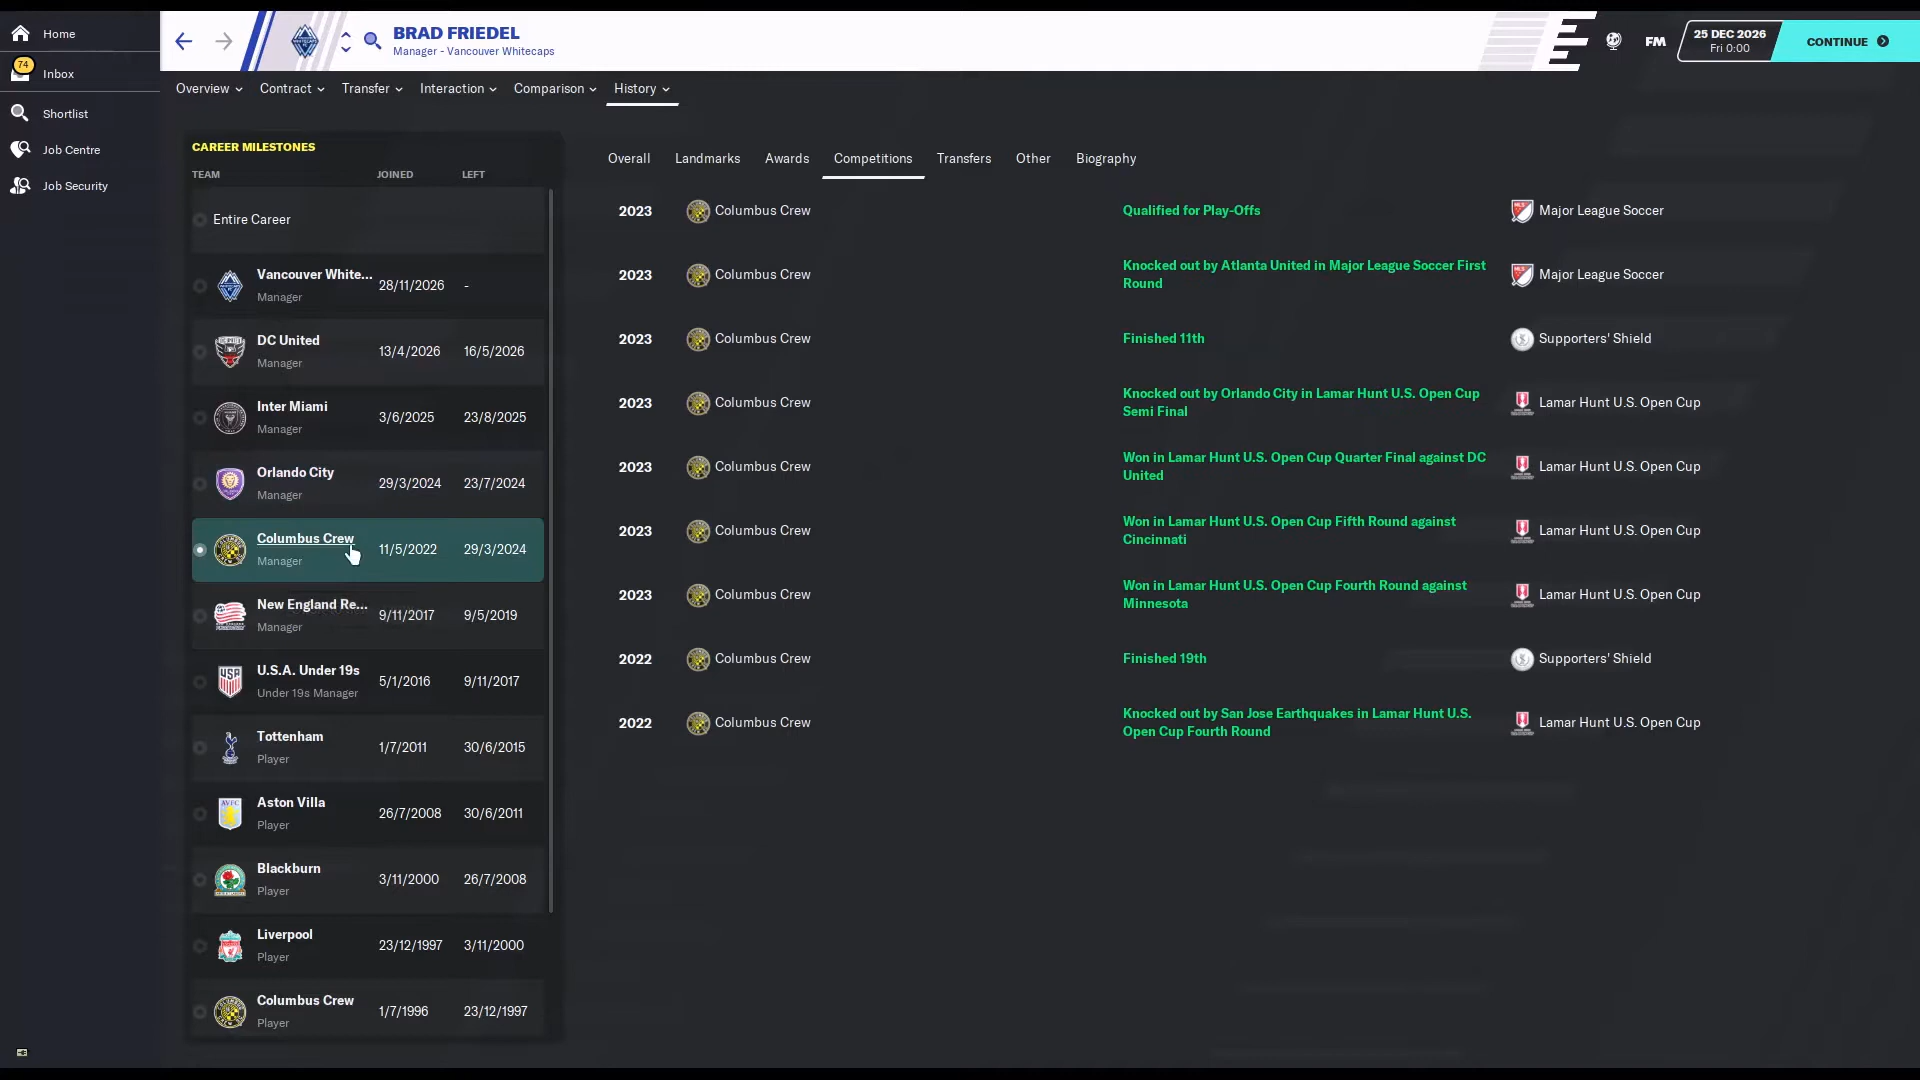 Home
74
Inbox
Shortlist
Job Centre
Job Security
BRAD FRIEDEL
Manager - Vancouver Whitecaps
FM
25 DEC 2026
Fri 0:00
CONTINUE
Overview
Contract
Transfer
Interaction
Comparison
History
CAREER MILESTONES
TEAM JOINED LEFT
Entire Career
Vancouver White...
Manager
28/11/2026 -
DC United
Manager
13/4/2026 16/5/2026
Inter Miami
Manager
3/6/2025 23/8/2025
Orlando City
Manager
29/3/2024 23/7/2024
Columbus Crew
Manager
11/5/2022 29/3/2024
New England Re...
Manager
9/11/2017 9/5/2019
U.S.A. Under 19s
Under 19s Manager
5/1/2016 9/11/2017
Tottenham
Player
1/7/2011 30/6/2015
Aston Villa
Player
26/7/2008 30/6/2011
Blackburn
Player
3/11/2000 26/7/2008
Liverpool
Player
23/12/1997 3/11/2000
Columbus Crew
Player
1/7/1996 23/12/1997
Overall Landmarks Awards Competitions Transfers Other Biography
2023 Columbus Crew Qualified for Play-Offs Major League Soccer
2023 Columbus Crew Knocked out by Atlanta United in Major League Soccer First
Round
Major League Soccer
2023 Columbus Crew Finished 11th Supporters' Shield
2023 Columbus Crew Knocked out by Orlando City in Lamar Hunt U.S. Open Cup
Semi Final
Lamar Hunt U.S. Open Cup
2023 Columbus Crew Won in Lamar Hunt U.S. Open Cup Quarter Final against DC
United
Lamar Hunt U.S. Open Cup
2023 Columbus Crew Won in Lamar Hunt U.S. Open Cup Fifth Round against
Cincinnati
Lamar Hunt U.S. Open Cup
2023 Columbus Crew Won in Lamar Hunt U.S. Open Cup Fourth Round against
Minnesota
Lamar Hunt U.S. Open Cup
2022 Columbus Crew Finished 19th Supporters' Shield
2022 Columbus Crew Knocked out by San Jose Earthquakes in Lamar Hunt U.S.
Open Cup Fourth Round
Lamar Hunt U.S. Open Cup